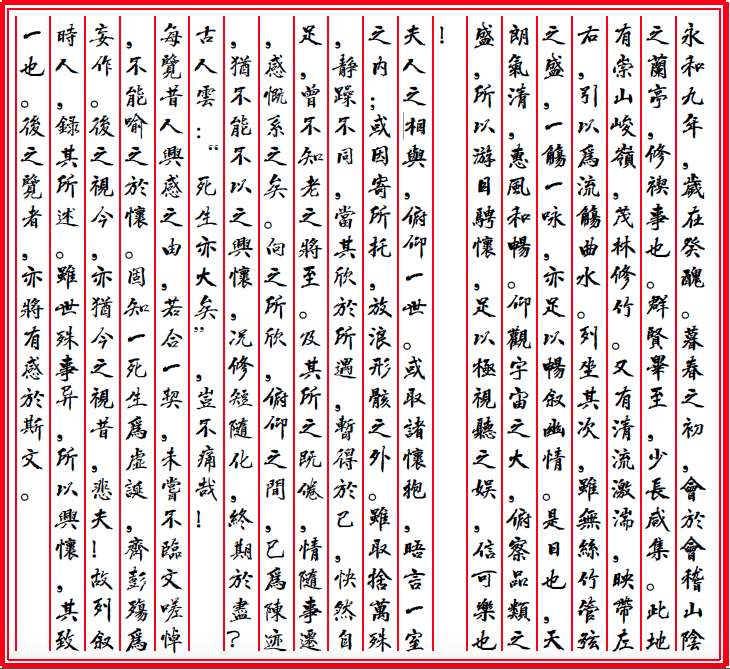 永和九年,歲在癸醜。暮春之初,會於會稽山陰
之蘭亭,修禊事也。群賢畢至,少長咸集。此地
有崇山峻嶺,茂林修竹。又有清流激湍,映帶左
右,引以爲流觴曲水。列坐其次,雖無絲竹管弦
之盛,一觴一咏,亦足以暢叙幽情。是日也,天
朗氣清,惠風和暢。仰觀宇宙之大,俯察品類之
盛,所以游目騁懷,足以極視聽之娛,信可樂也
!
夫人之相與,俯仰一世。或取諸懷抱,晤言一室
之内;或因寄所托,放浪形骸之外。雖取捨萬殊
,靜躁不同,當其欣於所遇,暫得於己,快然自
足,曾不知老之將至。及其所之既倦,情隨事遷
,感慨系之矣。向之所欣,俯仰之間,已爲陳迹
,猶不能不以之興懷,况修短隨化,終期於盡?
古人雲:“死生亦大矣”,豈不痛哉!
每覽昔人興感之由,若合一契,未嘗不臨文嗟悼
,不能喻之於懷。固知一死生爲虛誕,齊彭殤爲
妄作。後之視今,亦猶今之視昔,悲夫!故列叙
時人,錄其所述。雖世殊事异,所以興懷,其致
一也。後之覽者,亦將有感於斯文。